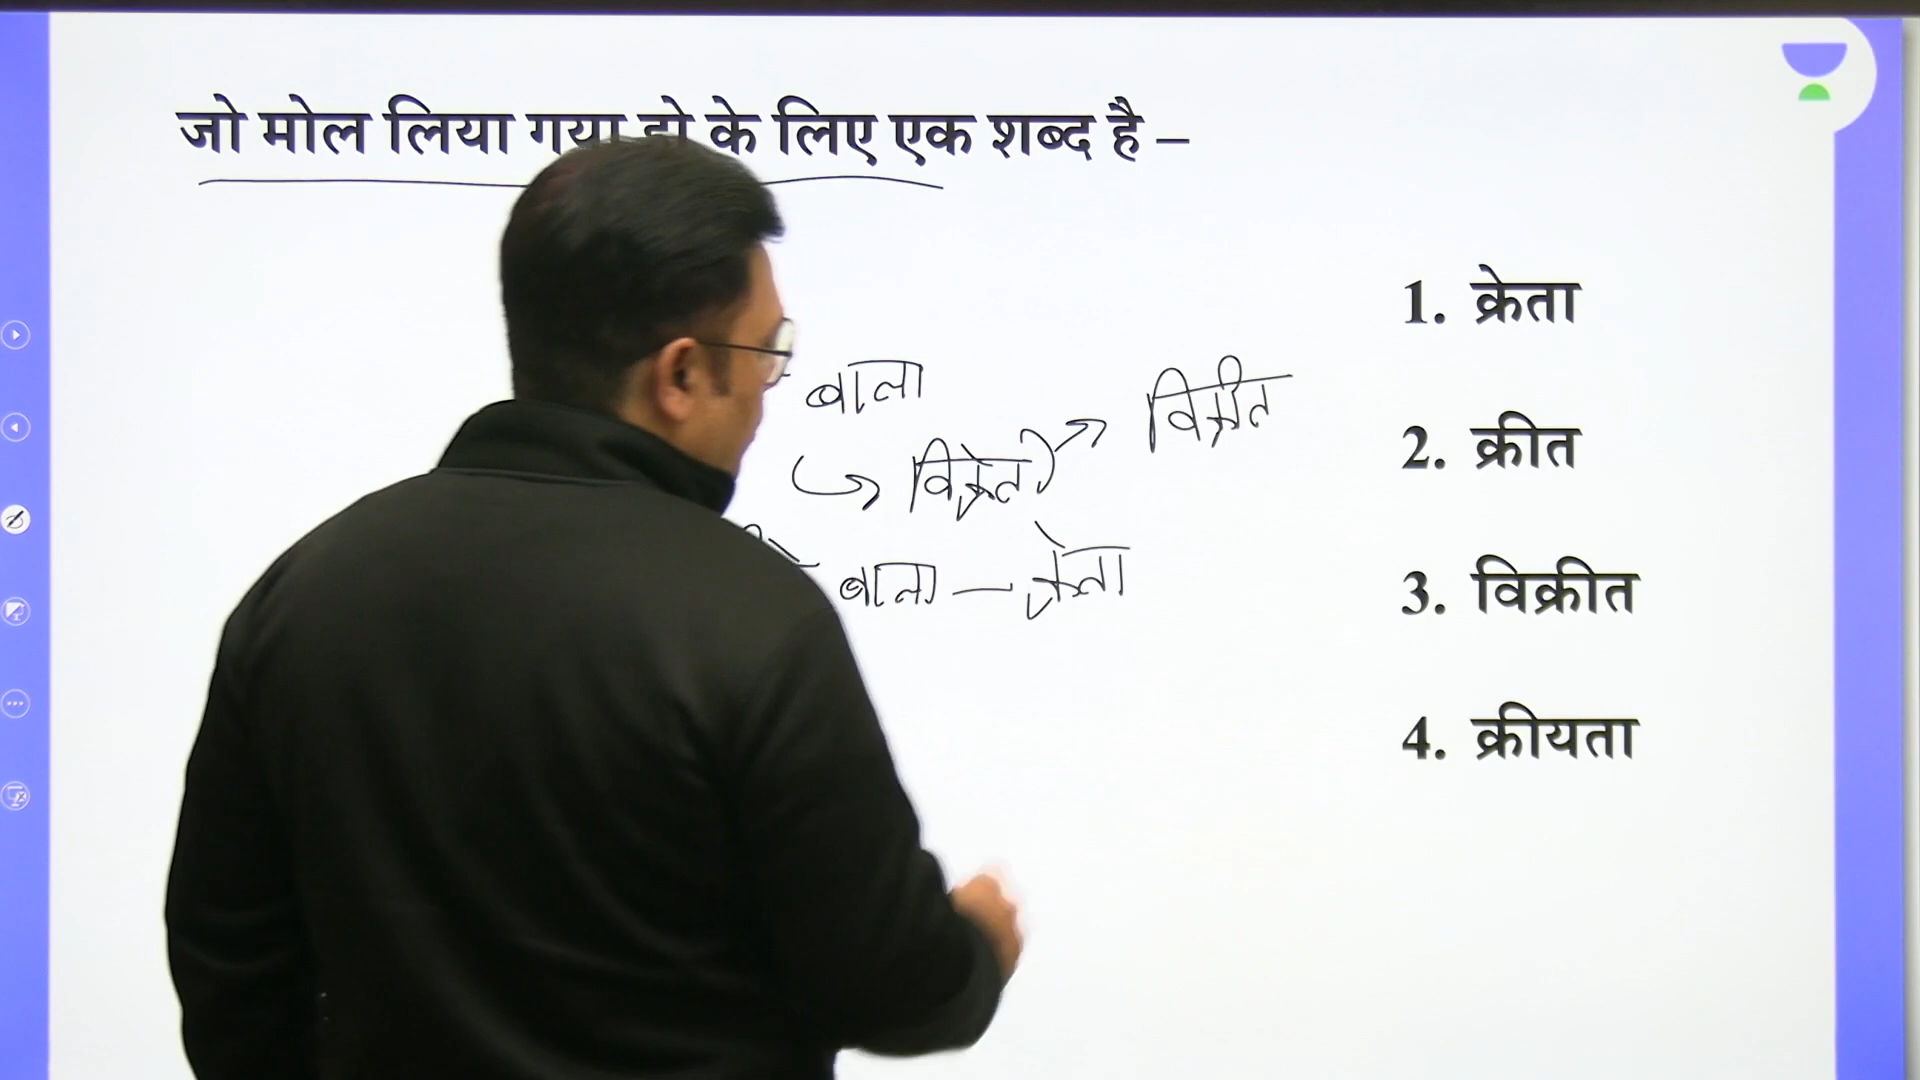 जो मोल लिया गया हो के लिए एक शब्द है –
1. क्रेता
2. क्रीत
3. विक्रीत
4. क्रीयता
वाला
विक्रेता → विक्रीत
वाला — क्रेता